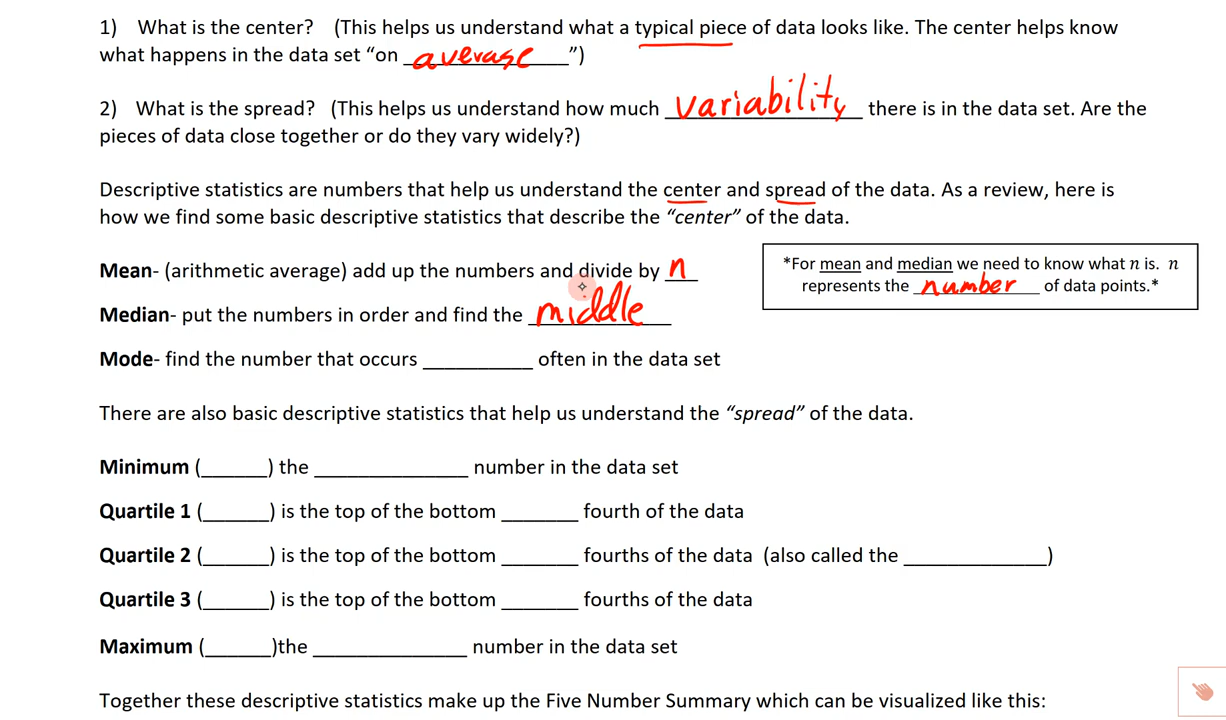 1) What is the center? (This helps us understand what a typical piece of data looks like. The center helps know
what happens in the data set “on average”)
2) What is the spread? (This helps us understand how much variability there is in the data set. Are the
pieces of data close together or do they vary widely?)
Descriptive statistics are numbers that help us understand the center and spread of the data. As a review, here is
how we find some basic descriptive statistics that describe the “center” of the data.
Mean- (arithmetic average) add up the numbers and divide by n
*For mean and median we need to know what n is. n
represents the number of data points.*
Median- put the numbers in order and find the middle
Mode- find the number that occurs __________ often in the data set
There are also basic descriptive statistics that help us understand the “spread” of the data.
Minimum (______) the ______________ number in the data set
Quartile 1 (______) is the top of the bottom _______ fourth of the data
Quartile 2 (______) is the top of the bottom _______ fourths of the data (also called the _____________)
Quartile 3 (______) is the top of the bottom _______ fourths of the data
Maximum (______)the ______________ number in the data set
Together these descriptive statistics make up the Five Number Summary which can be visualized like this: